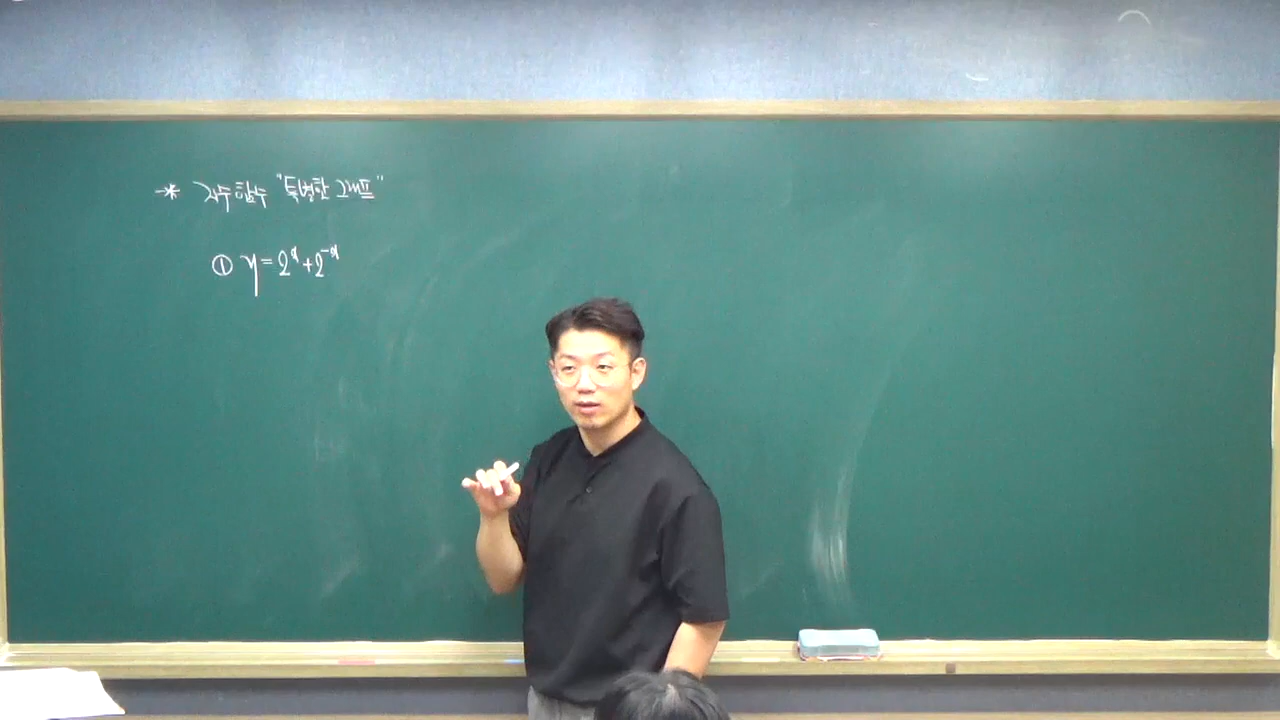 * 지수함수 "특별한 그래프"
① y = 2^x + 2^-x